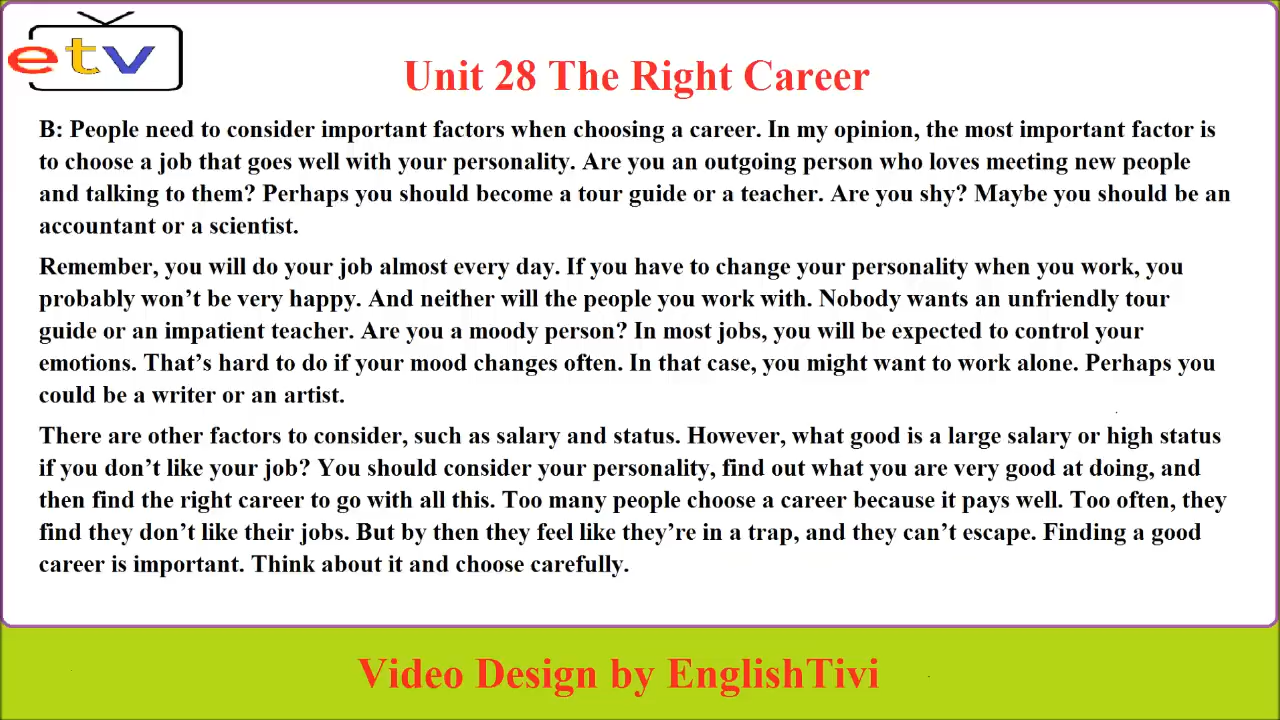 etv
Unit 28 The Right Career
B: People need to consider important factors when choosing a career. In my opinion, the most important factor is
to choose a job that goes well with your personality. Are you an outgoing person who loves meeting new people
and talking to them? Perhaps you should become a tour guide or a teacher. Are you shy? Maybe you should be an
accountant or a scientist.
Remember, you will do your job almost every day. If you have to change your personality when you work, you
probably won’t be very happy. And neither will the people you work with. Nobody wants an unfriendly tour
guide or an impatient teacher. Are you a moody person? In most jobs, you will be expected to control your
emotions. That’s hard to do if your mood changes often. In that case, you might want to work alone. Perhaps you
could be a writer or an artist.
There are other factors to consider, such as salary and status. However, what good is a large salary or high status
if you don’t like your job? You should consider your personality, find out what you are very good at doing, and
then find the right career to go with all this. Too many people choose a career because it pays well. Too often, they
find they don’t like their jobs. But by then they feel like they’re in a trap, and they can’t escape. Finding a good
career is important. Think about it and choose carefully.
Video Design by EnglishTivi